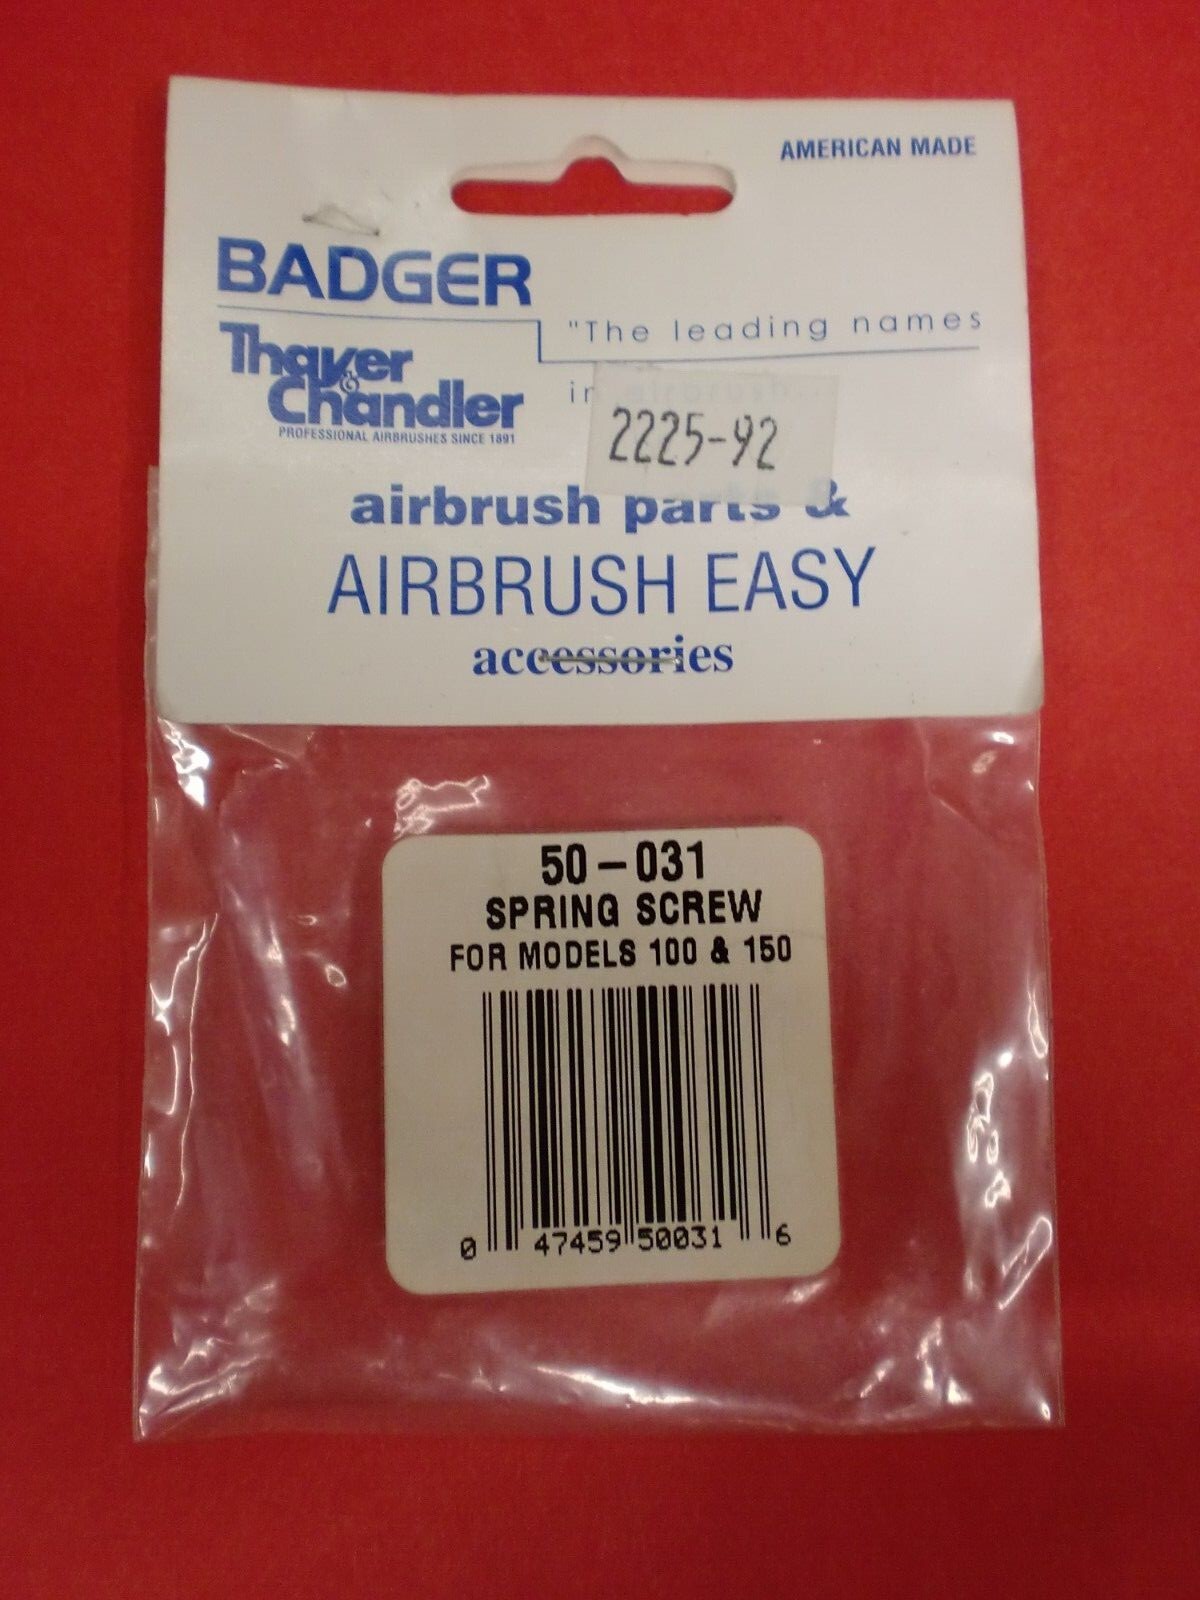 AMERICAN MADE
BADGER
Thayer
&
Chandler
PROFESSIONAL AIRBRUSHES SINCE 1891
"The leading names
in
2225-92
airbrush parts &
AIRBRUSH EASY
accessories
50-031
SPRING SCREW
FOR MODELS 100 & 150
0 47459 50031 6